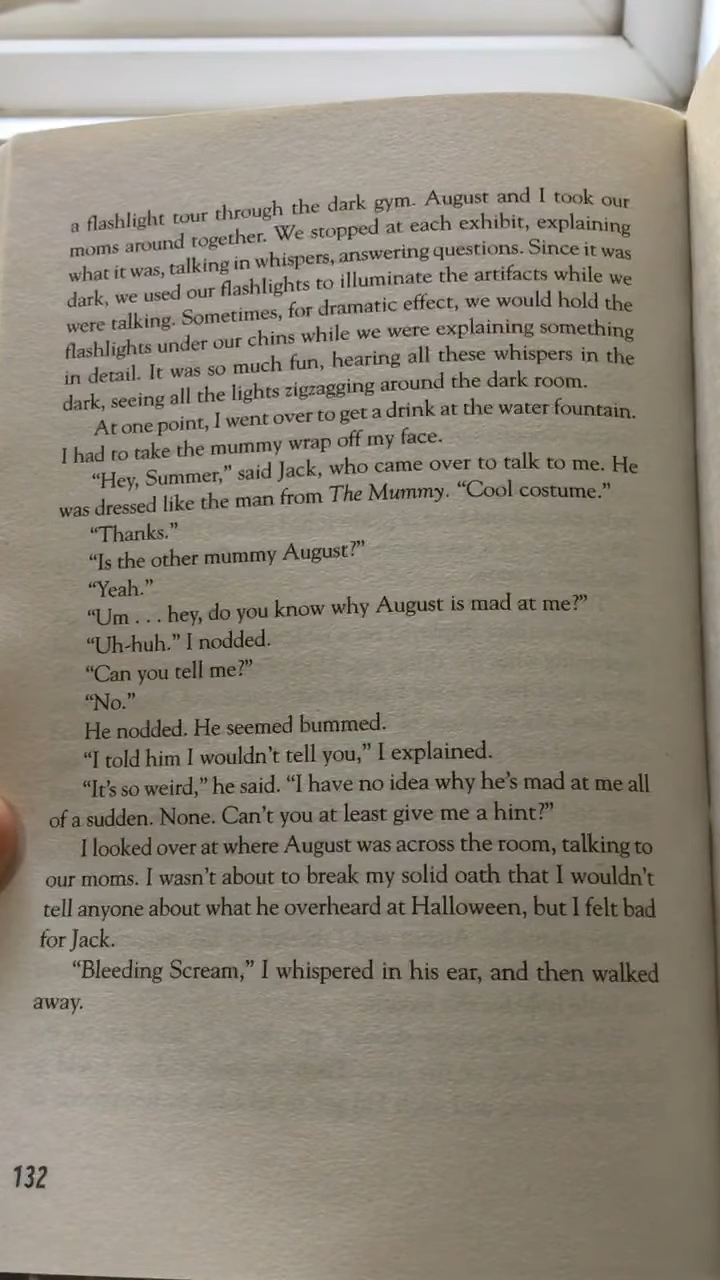 a flashlight tour through the dark gym. August and I took our
moms around together. We stopped at each exhibit, explaining
what it was, talking in whispers, answering questions. Since it was
dark, we used our flashlights to illuminate the artifacts while we
were talking. Sometimes, for dramatic effect, we would hold the
flashlights under our chins while we were explaining something
in detail. It was so much fun, hearing all these whispers in the
dark, seeing all the lights zigzagging around the dark room.
At one point, I went over to get a drink at the water fountain.
I had to take the mummy wrap off my face.
“Hey, Summer,” said Jack, who came over to talk to me. He
was dressed like the man from The Mummy. “Cool costume.”
“Thanks.”
“Is the other mummy August?”
“Yeah.”
“Um . . . hey, do you know why August is mad at me?”
“Uh-huh.” I nodded.
“Can you tell me?”
“No.”
He nodded. He seemed bummed.
“I told him I wouldn’t tell you,” I explained.
“It’s so weird,” he said. “I have no idea why he’s mad at me all
of a sudden. None. Can’t you at least give me a hint?”
I looked over at where August was across the room, talking to
our moms. I wasn’t about to break my solid oath that I wouldn’t
tell anyone about what he overheard at Halloween, but I felt bad
for Jack.
“Bleeding Scream,” I whispered in his ear, and then walked
away.
132